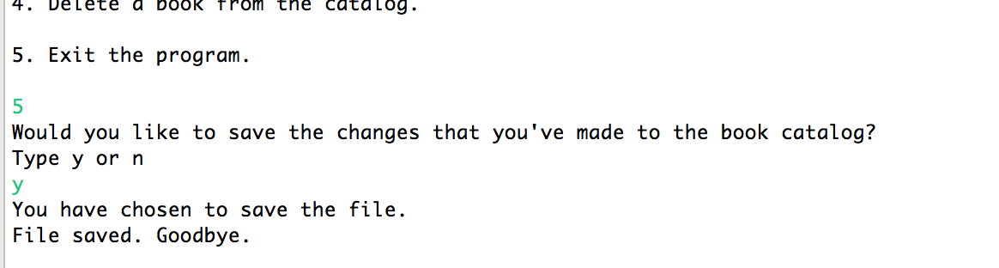 4. Delete a book from the catalog.
5. Exit the program.
5
Would you like to save the changes that you've made to the book catalog?
Type y or n
y
You have chosen to save the file.
File saved. Goodbye.